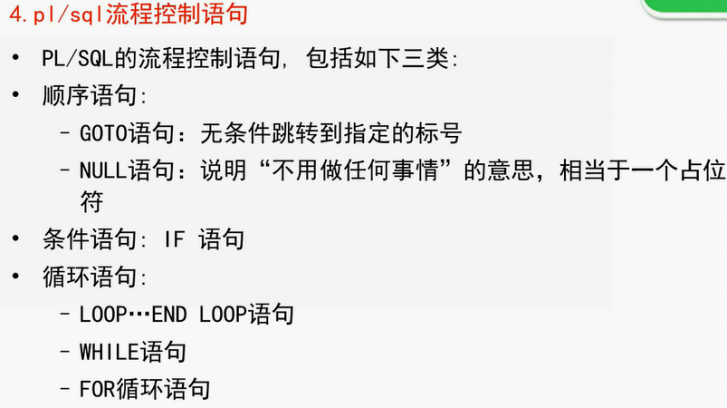 4.pl/sql流程控制语句
• PL/SQL的流程控制语句, 包括如下三类:
• 顺序语句:
– GOTO语句: 无条件跳转到指定的标号
– NULL语句: 说明“不用做任何事情”的意思, 相当于一个占位
符
• 条件语句: IF 语句
• 循环语句:
– LOOP…END LOOP语句
– WHILE语句
– FOR循环语句